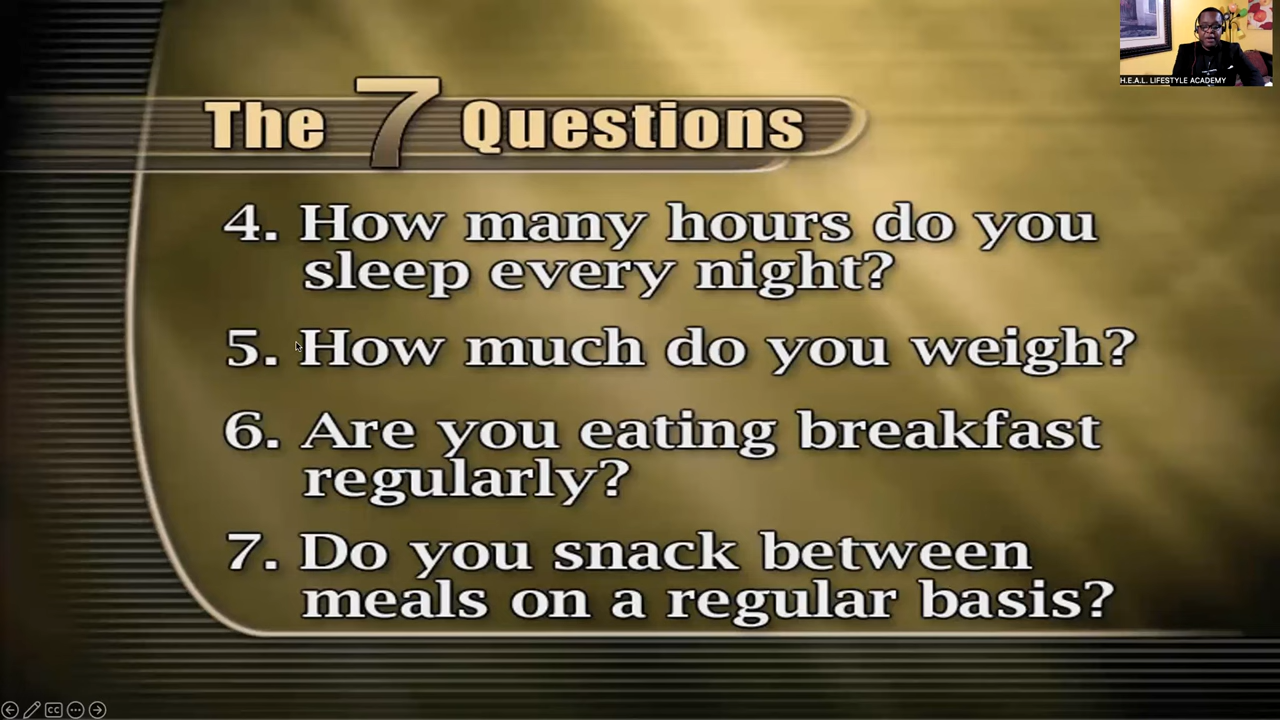 H.E.A.L. LIFESTYLE ACADEMY
The 7 Questions
4. How many hours do you
sleep every night?
5. How much do you weigh?
6. Are you eating breakfast
regularly?
7. Do you snack between
meals on a regular basis?
CC